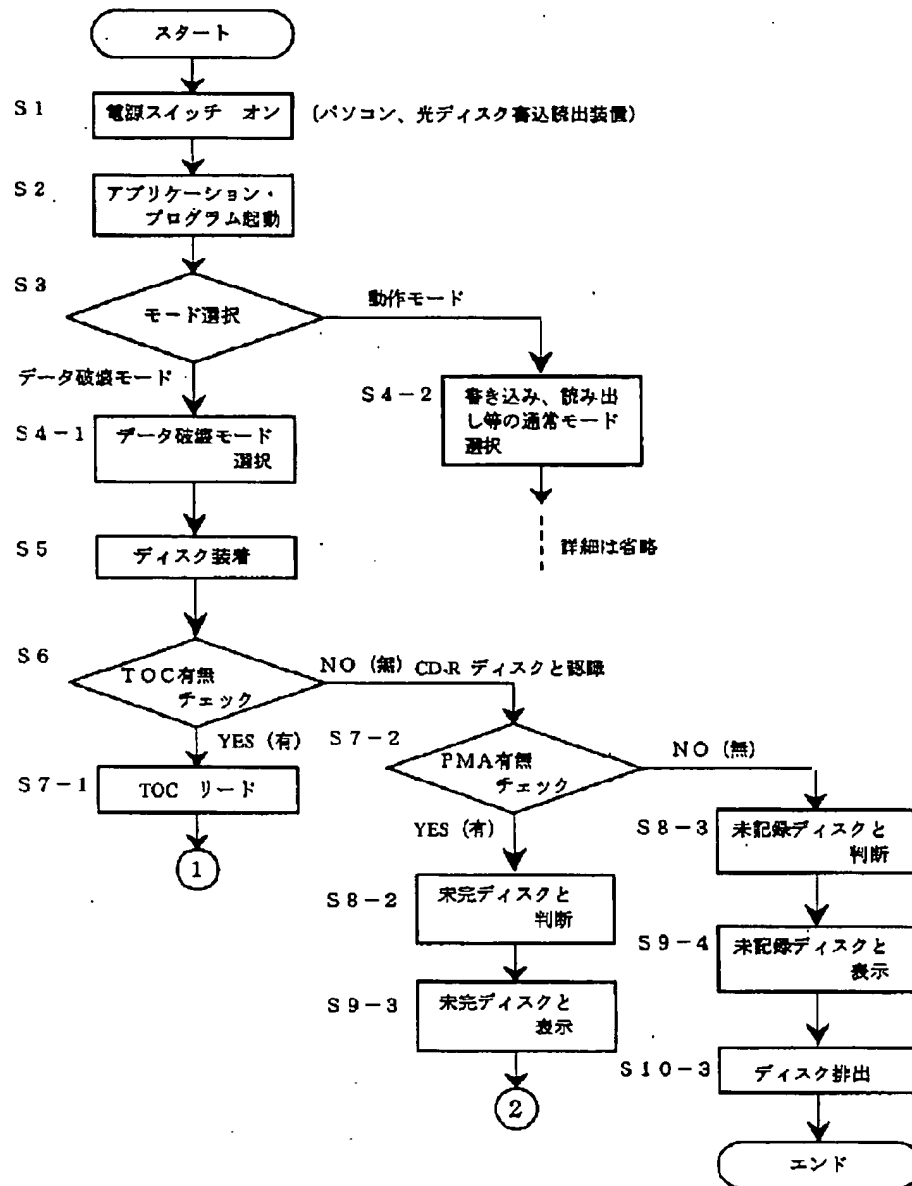 スタート
S1
電源スイッチ オン
(パソコン、光ディスク書込読出装置)
S2
アプリケーション・
プログラム起動
S3
モード選択
動作モード
データ破壊モード
S4-1
データ破壊モード
選択
S4-2
書き込み、読み出
し等の通常モード
選択
詳細は省略
S5
ディスク装着
S6
TOC有無
チェック
NO (無) CD-R ディスクと認識
YES (有)
S7-1
TOC リード
1
S7-2
PMA有無
チェック
NO (無)
YES (有)
S8-2
未完ディスクと
判断
S9-3
未完ディスクと
表示
2
S8-3
未記録ディスクと
判断
S9-4
未記録ディスクと
表示
S10-3
ディスク排出
エンド